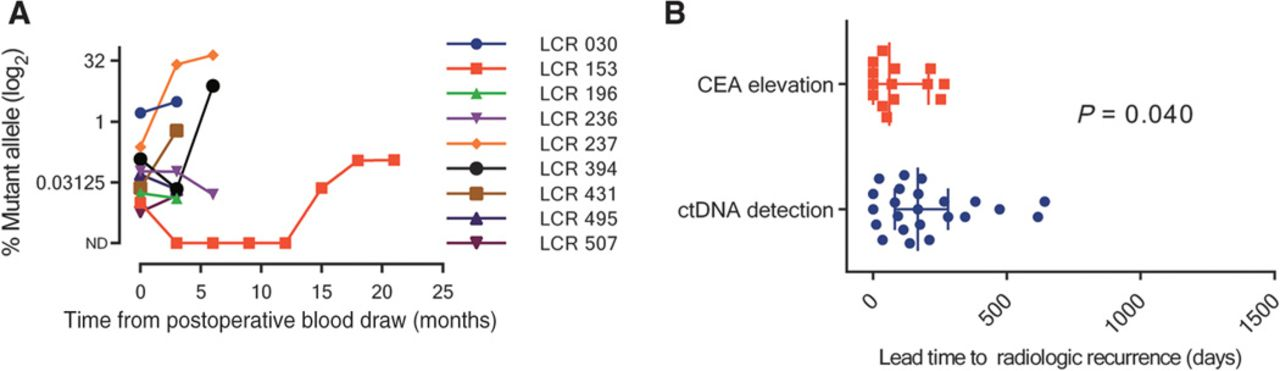 A
% Mutant allele (log2)
32
1
0.03125
ND
0 5 10 15 20 25
Time from postoperative blood draw (months)
LCR 030
LCR 153
LCR 196
LCR 236
LCR 237
LCR 394
LCR 431
LCR 495
LCR 507
B
CEA elevation
ctDNA detection
P = 0.040
0 500 1000 1500
Lead time to radiologic recurrence (days)